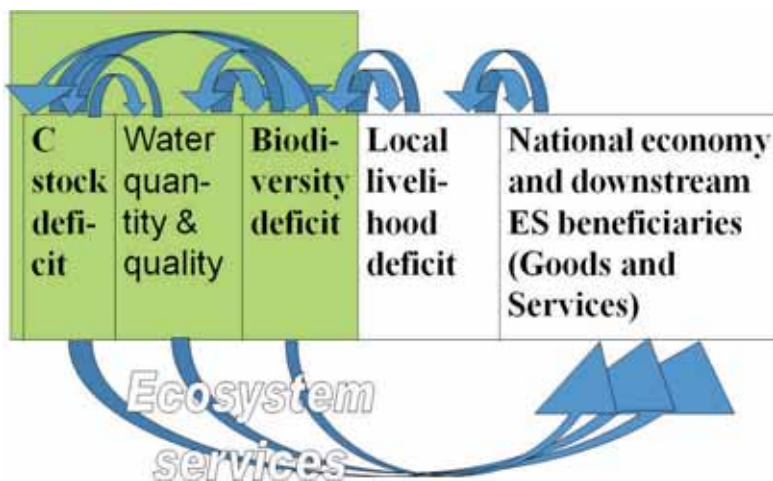 C
stock
defi-
cit
Water
quan-
tity &
quality
Biodi-
versity
deficit
Local
liveli-
hood
deficit
National economy
and downstream
ES beneficiaries
(Goods and
Services)
Ecosystem
services